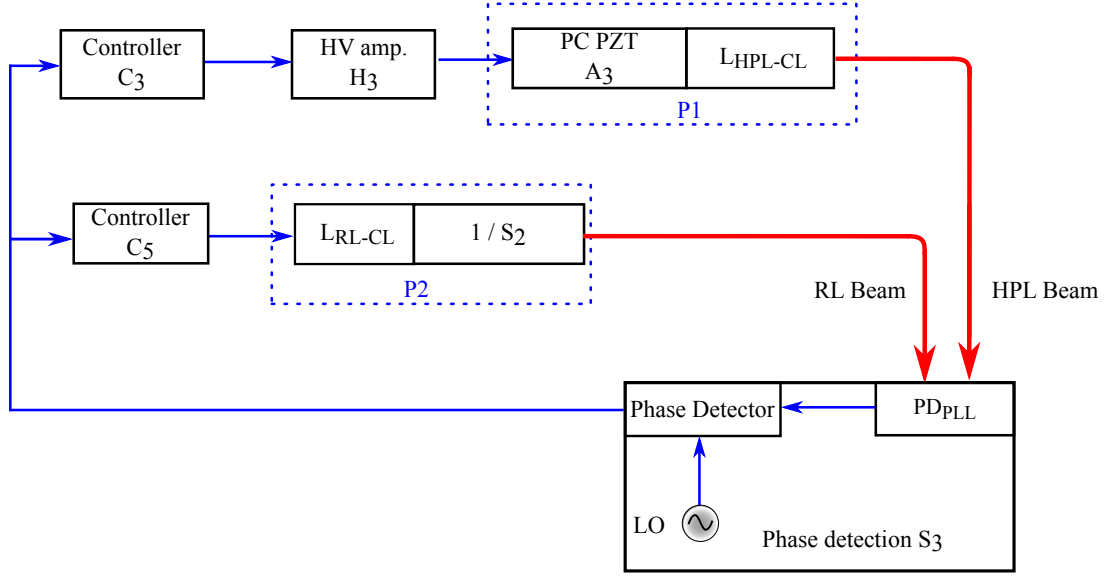 Controller
C3
HV amp.
H3
PC PZT
A3
LHPL-CL
P1
Controller
C5
LRL-CL
1 / S2
P2
RL Beam
HPL Beam
Phase Detector
PDPLL
LO
Phase detection S3